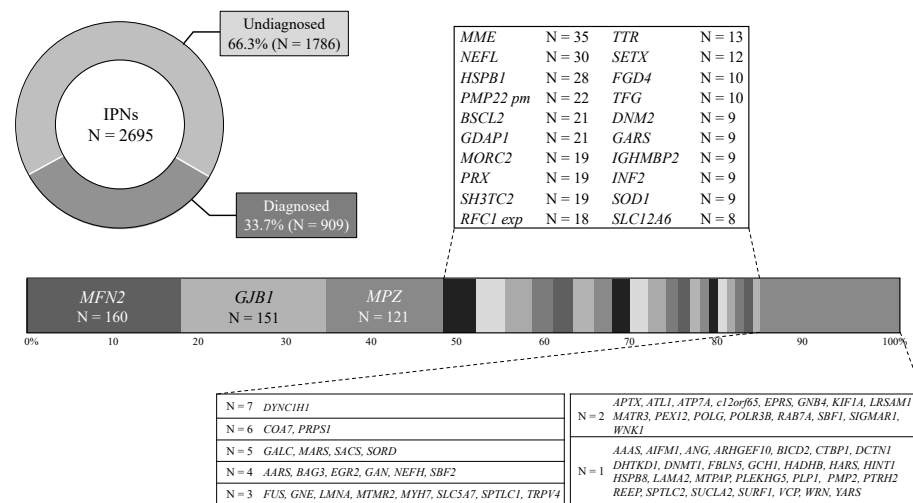 Undiagnosed
66.3% (N = 1786)
IPNs
N = 2695
Diagnosed
33.7% (N = 909)
MME N = 35 TTR N = 13
NEFL N = 30 SETX N = 12
HSPB1 N = 28 FGD4 N = 10
PMP22 pm N = 22 TFG N = 10
BSCL2 N = 21 DNM2 N = 9
GDAP1 N = 21 GARS N = 9
MORC2 N = 19 IGHMBP2 N = 9
PRX N = 19 INF2 N = 9
SH3TC2 N = 19 SOD1 N = 9
RFC1 exp N = 18 SLC12A6 N = 8
MFN2 GJB1 MPZ
N = 160 N = 151 N = 121
0% 10 20 30 40 50 60 70 80 90 100%
N = 7 DYNC1H1
N = 6 COA7, PRPS1
N = 5 GALC, MARS, SACS, SORD
N = 4 AARS, BAG3, EGR2, GAN, NEFH, SBF2
N = 3 FUS, GNE, LMNA, MTMR2, MYH7, SLC5A7, SPTLC1, TRPV4
APTX, ATL1, ATP7A, c12orf65, EPRS, GNB4, KIF1A, LRSAM1
N = 2 MATR3, PEX12, POLG, POLR3B, RAB7A, SBF1, SIGMAR1,
WNK1
AAAS, AIFM1, ANG, ARHGEF10, BICD2, CTBP1, DCTN1
DHTKD1, DNMT1, FBLN5, GCH1, HADHB, HARS, HINT1
N = 1 HSPB8, LAMA2, MTPAP, PLEKHG5, PLP1, PMP2, PTRH2
REEP, SPTLC2, SUCLA2, SURF1, VCP, WRN, YARS